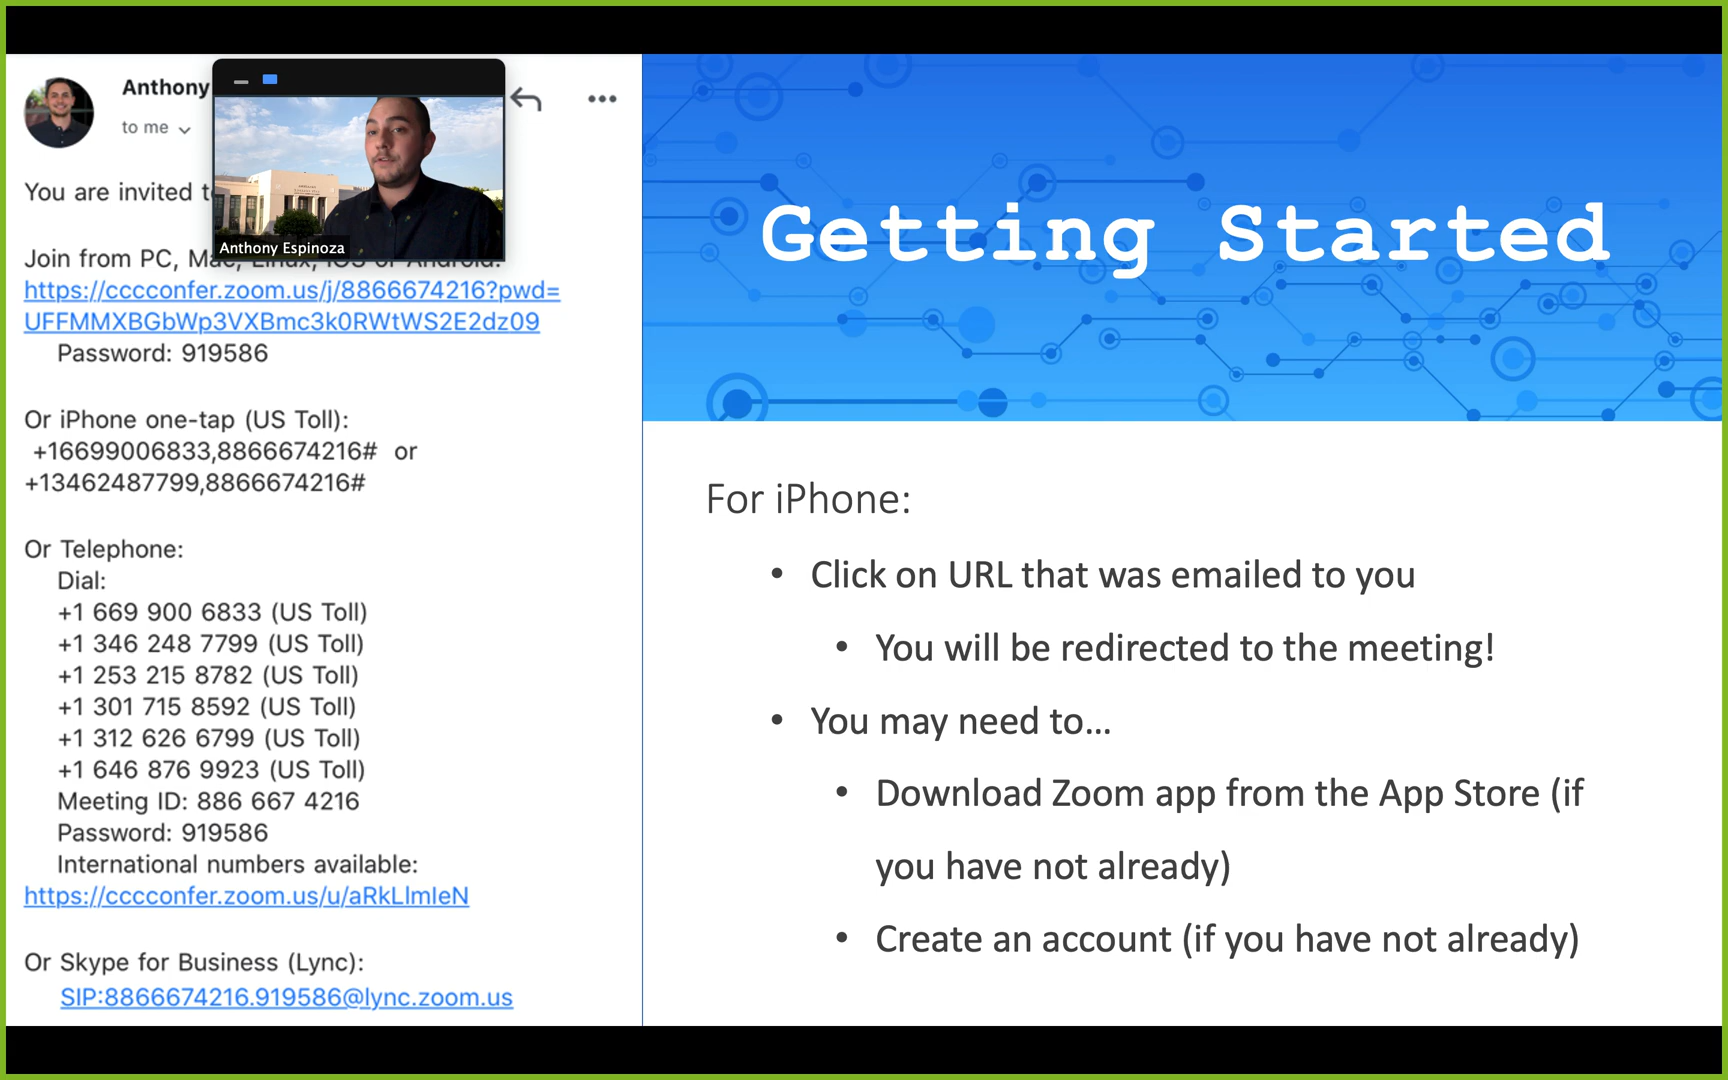 Anthony
to me
You are invited
Anthony Espinoza
Join from PC, Mac, Linux, iOS or Android:
https://cccconfer.zoom.us/j/8866674216?pwd=
UFFMMXBGbWp3VXBmc3k0RWtWS2E2dz09
Password: 919586
Or iPhone one-tap (US Toll):
+16699006833,8866674216# or
+13462487799,8866674216#
Or Telephone:
Dial:
+1 669 900 6833 (US Toll)
+1 346 248 7799 (US Toll)
+1 253 215 8782 (US Toll)
+1 301 715 8592 (US Toll)
+1 312 626 6799 (US Toll)
+1 646 876 9923 (US Toll)
Meeting ID: 886 667 4216
Password: 919586
International numbers available:
https://cccconfer.zoom.us/u/aRkLlmIeN
Or Skype for Business (Lync):
SIP:8866674216.919586@lync.zoom.us
Getting Started
For iPhone:
• Click on URL that was emailed to you
• You will be redirected to the meeting!
• You may need to...
• Download Zoom app from the App Store (if
you have not already)
• Create an account (if you have not already)